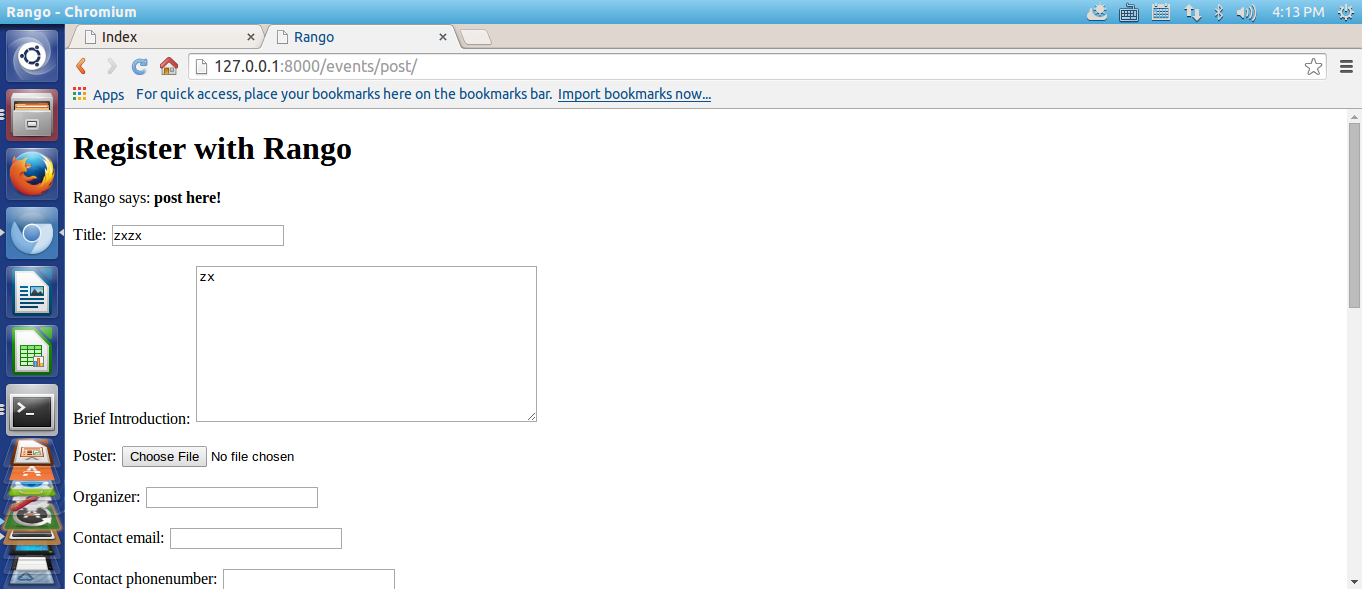 Rango - Chromium 4:13 PM
Index Rango
127.0.0.1:8000/events/post/
Apps For quick access, place your bookmarks here on the bookmarks bar. Import bookmarks now...
Register with Rango
Rango says: post here!
Title: zxzx
zx
Brief Introduction:
Poster: Choose File No file chosen
Organizer:
Contact email:
Contact phonenumber: